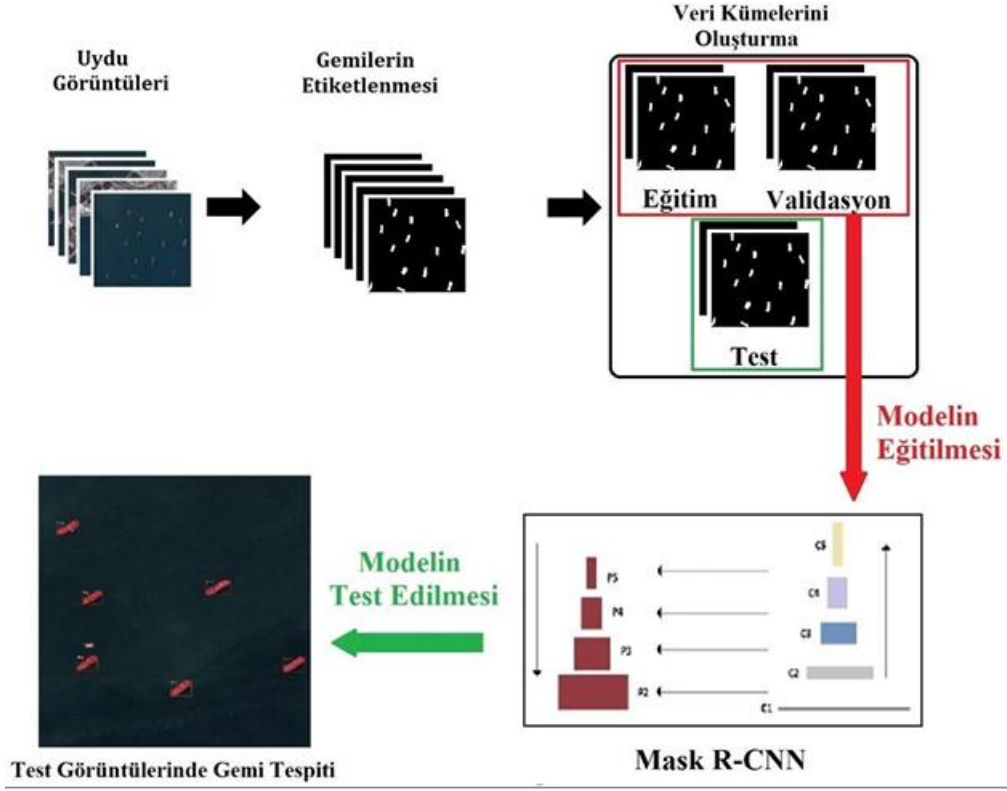 Uydu
Görüntüleri
Gemilerin
Etiketlenmesi
Veri Kümelerini
Oluşturma
Eğitim
Validasyon
Test
Modelin
Eğitilmesi
Modelin
Test Edilmesi
P5
P4
P3
P2
C5
C4
C3
C2
C1
Mask R-CNN
Test Görüntülerinde Gemi Tespiti